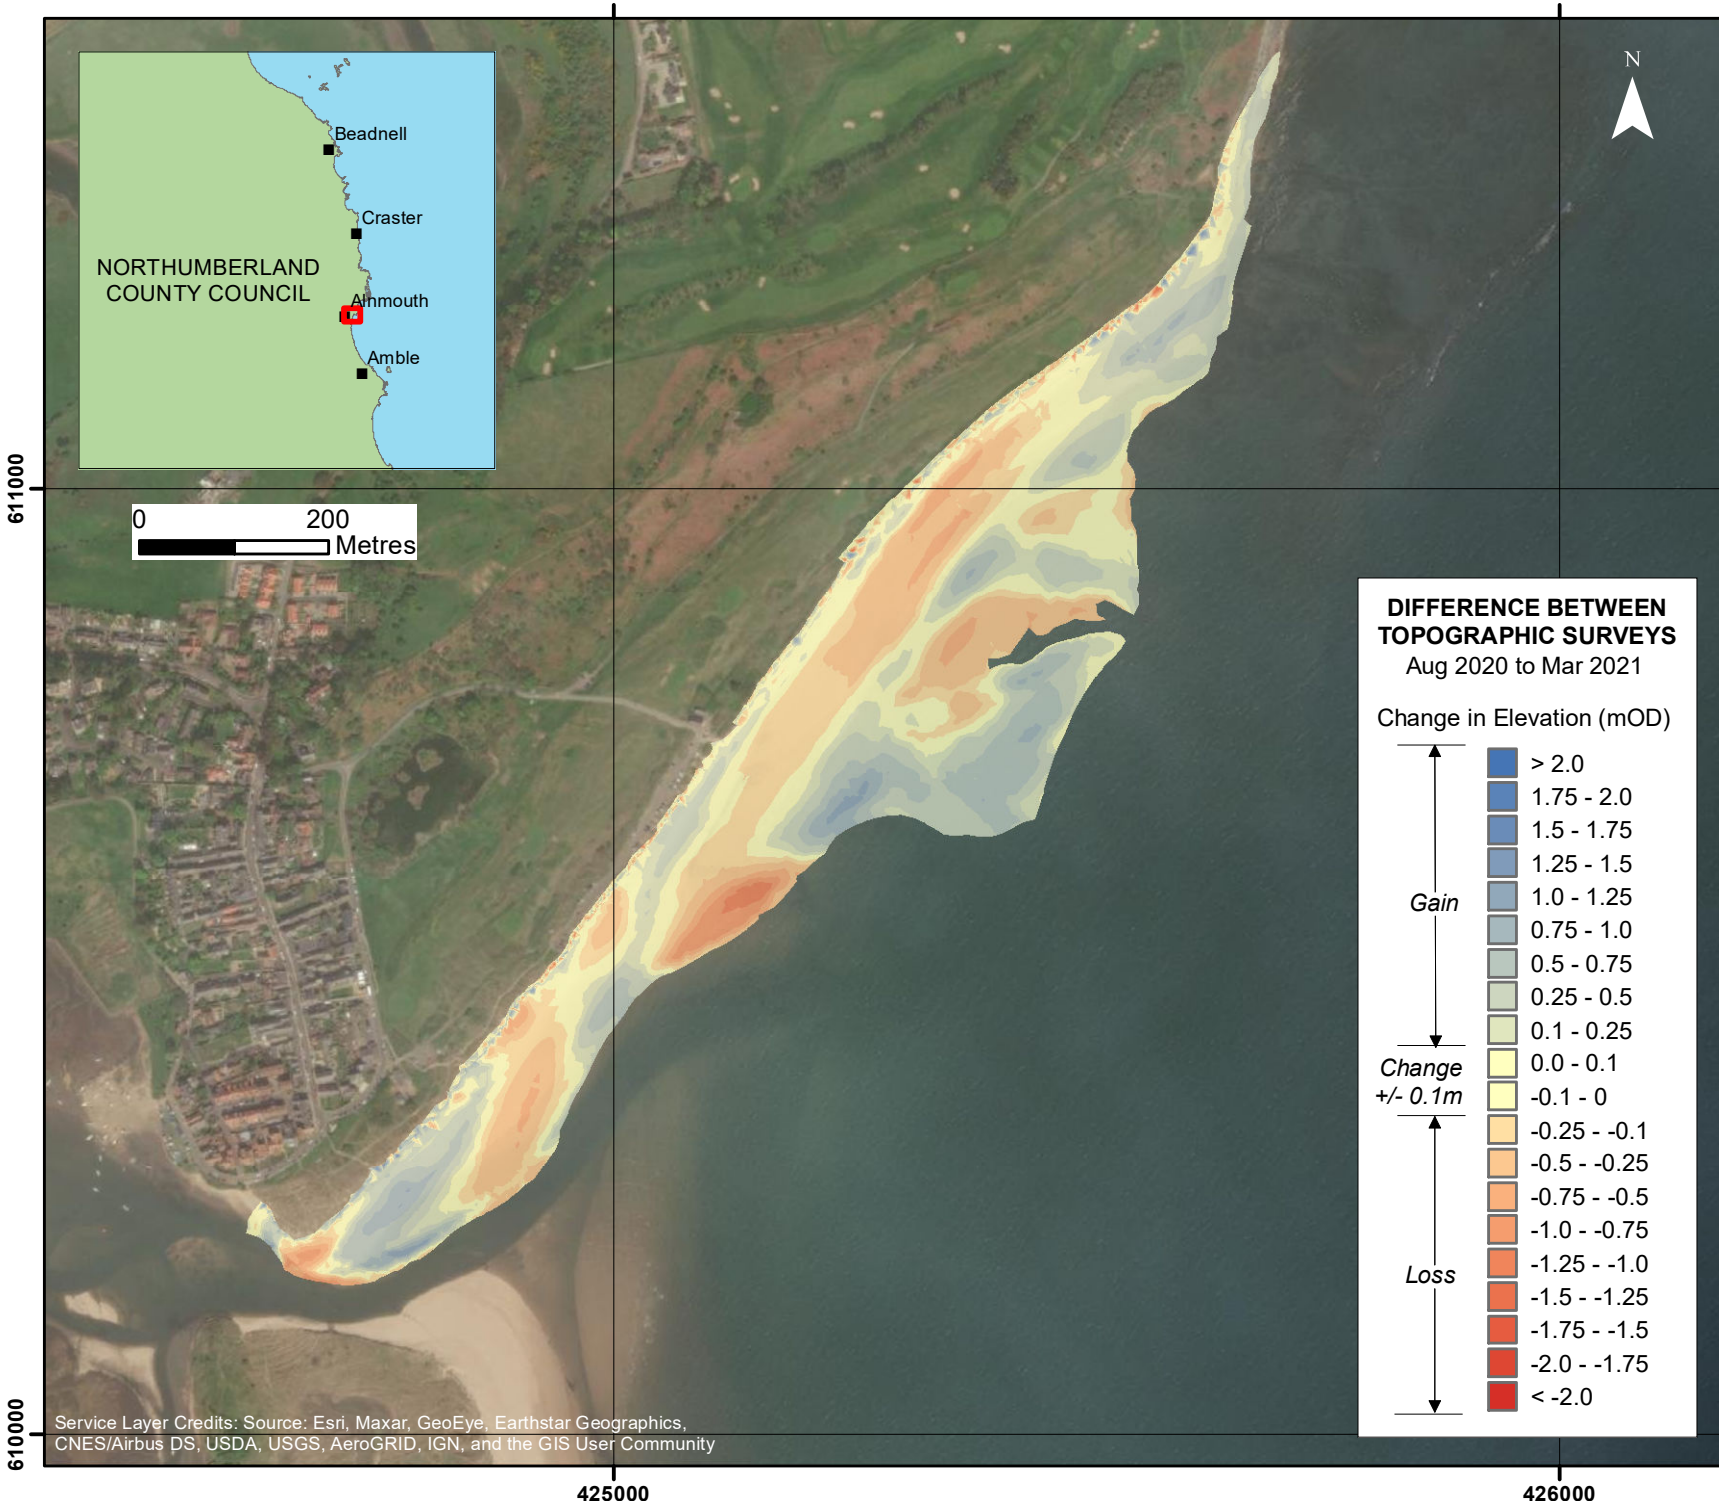 N
Beadnell
Craster
NORTHUMBERLAND
COUNTY COUNCIL
Alnmouth
Amble
611000
0 200
Metres
DIFFERENCE BETWEEN
TOPOGRAPHIC SURVEYS
Aug 2020 to Mar 2021
Change in Elevation (mOD)
> 2.0
1.75 - 2.0
1.5 - 1.75
1.25 - 1.5
1.0 - 1.25
Gain
0.75 - 1.0
0.5 - 0.75
0.25 - 0.5
0.1 - 0.25
Change
+/- 0.1m
0.0 - 0.1
-0.1 - 0
-0.25 - -0.1
-0.5 - -0.25
-0.75 - -0.5
-1.0 - -0.75
-1.25 - -1.0
Loss
-1.5 - -1.25
-1.75 - -1.5
-2.0 - -1.75
< -2.0
Service Layer Credits: Source: Esri, Maxar, GeoEye, Earthstar Geographics,
CNES/Airbus DS, USDA, USGS, AeroGRID, IGN, and the GIS User Community
610000
425000
426000